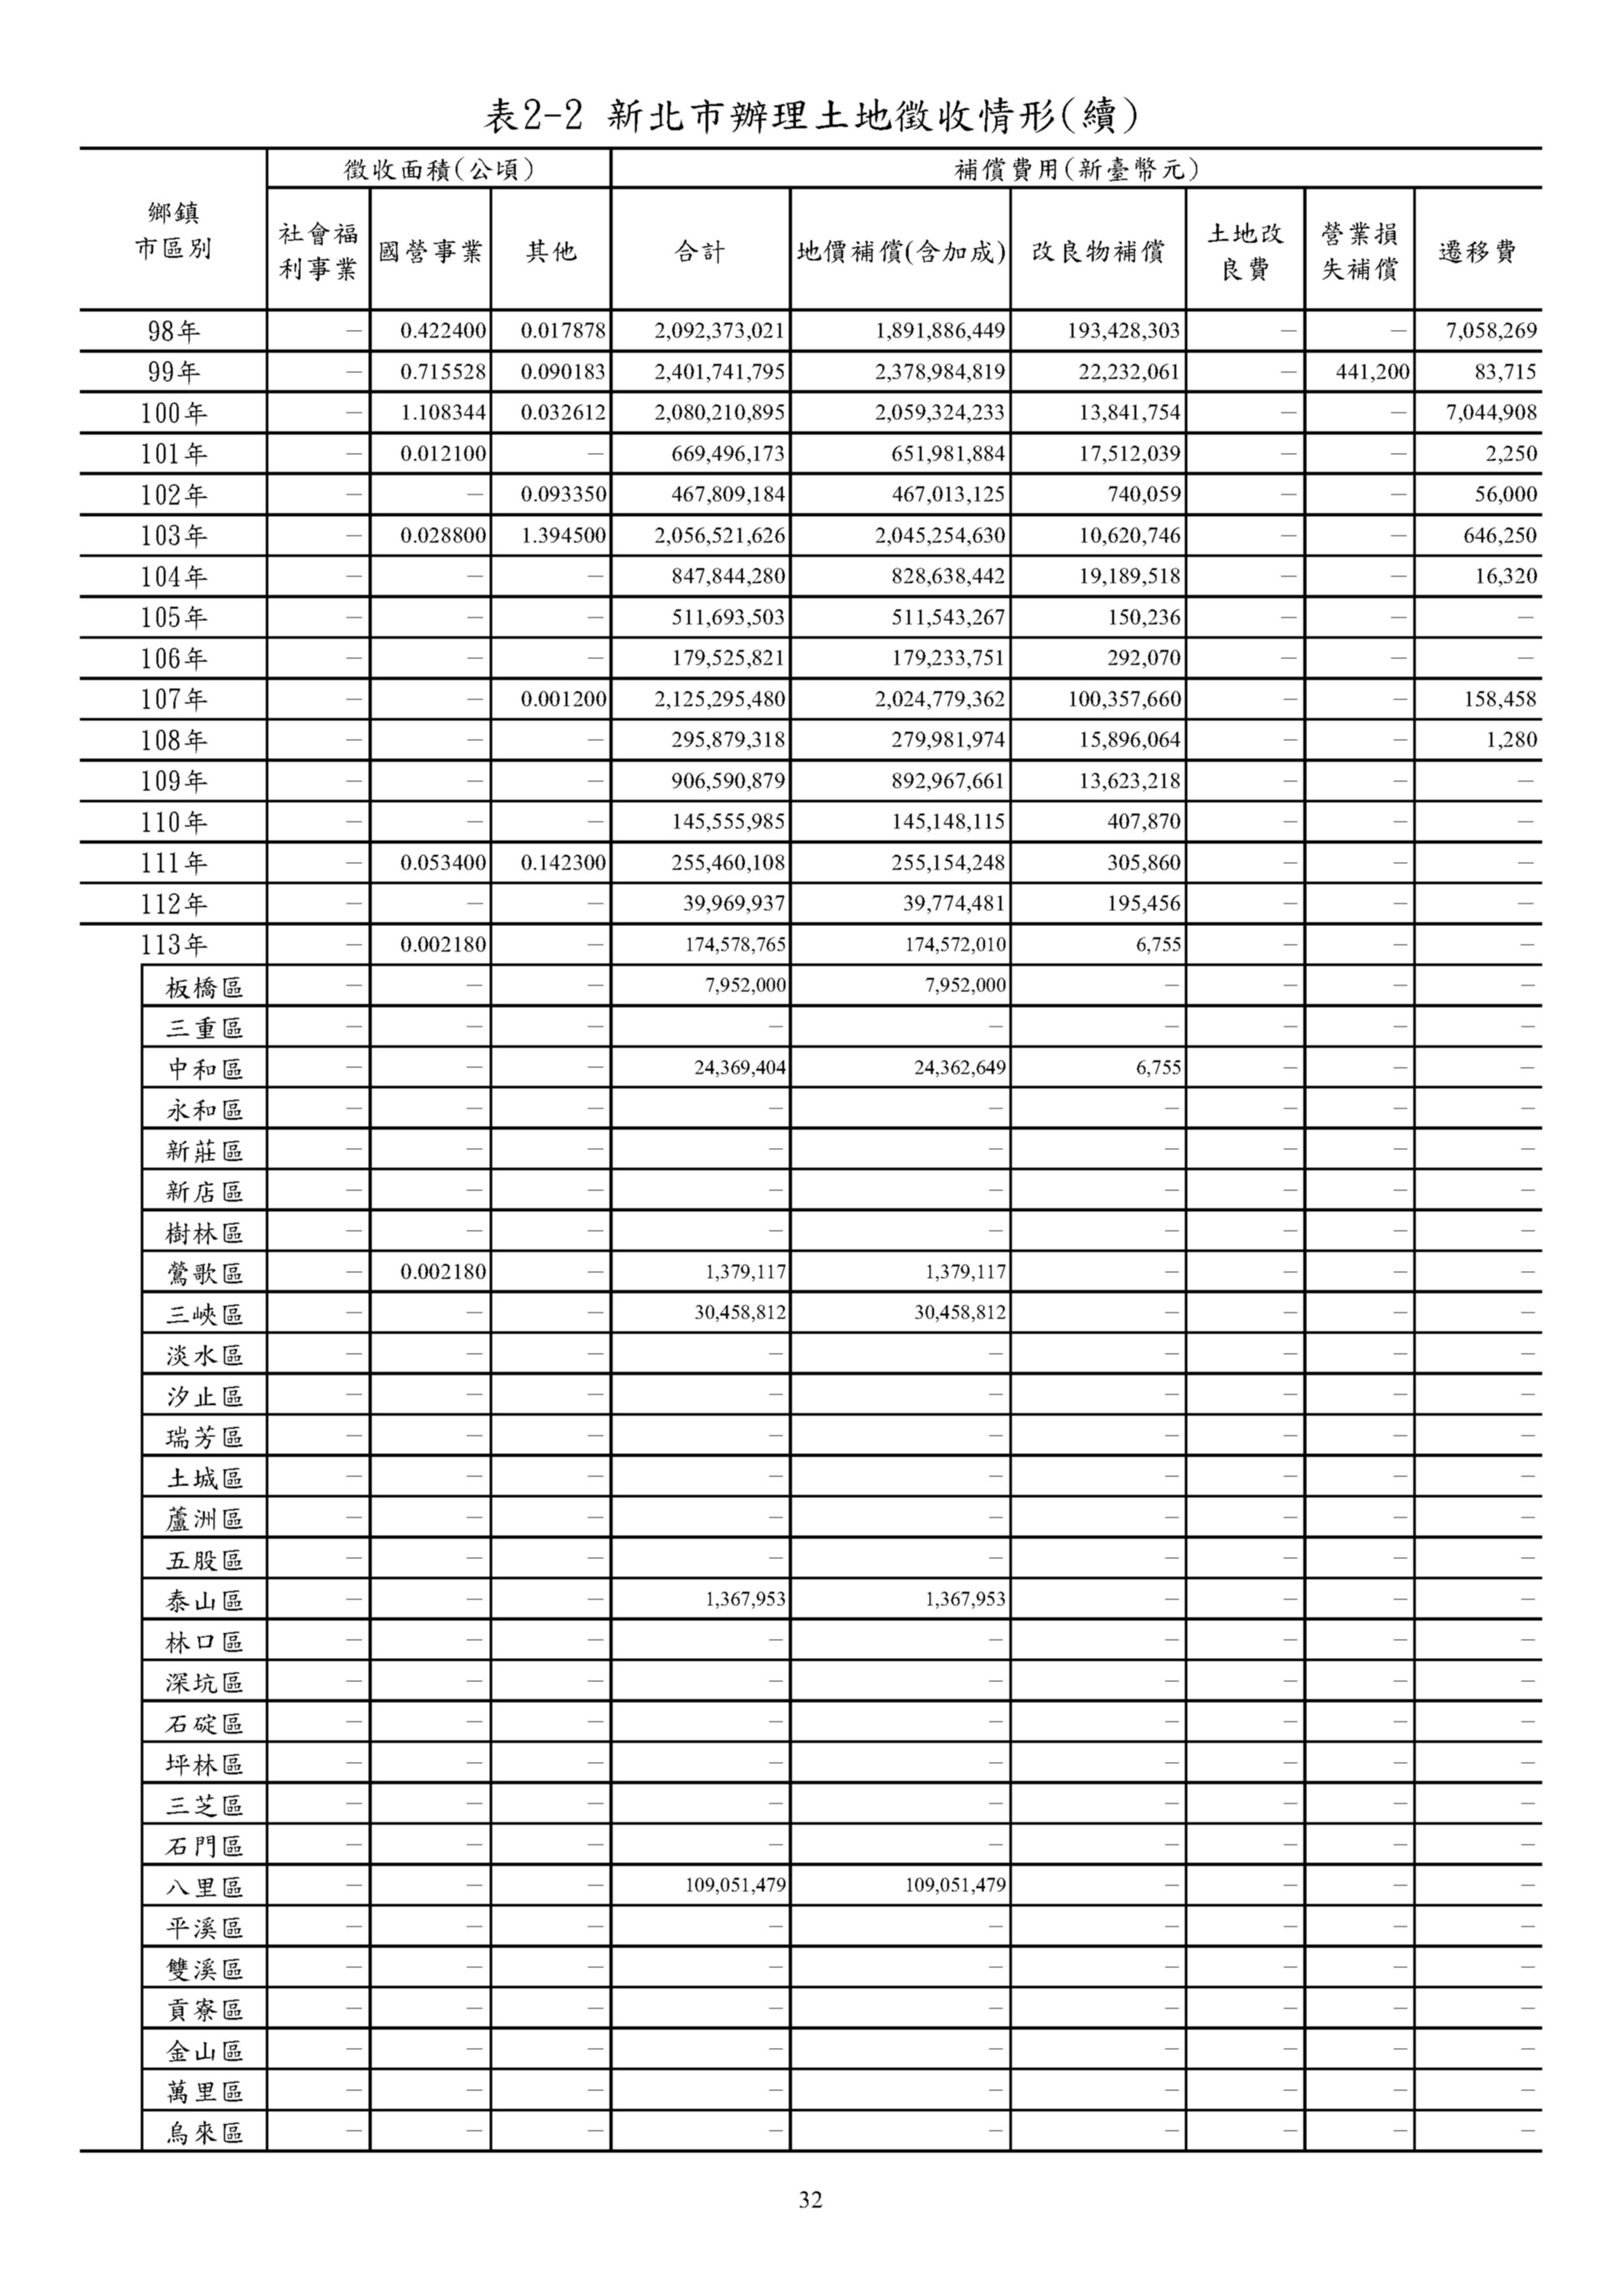 表2-2 新北市辦理土地徵收情形(續)
鄉鎮市區別 徵收面積(公頃) 補償費用(新臺幣元)
社會福利事業 國營事業 其他 合計 地價補償(含加成) 改良物補償 土地改良費 營業損失補償 遷移費
98年 — 0.422400 0.017878 2,092,373,021 1,891,886,449 193,428,303 — — 7,058,269
99年 — 0.715528 0.090183 2,401,741,795 2,378,984,819 22,232,061 — 441,200 83,715
100年 — 1.108344 0.032612 2,080,210,895 2,059,324,233 13,841,754 — — 7,044,908
101年 — 0.012100 — 669,496,173 651,981,884 17,512,039 — — 2,250
102年 — — 0.093350 467,809,184 467,013,125 740,059 — — 56,000
103年 — 0.028800 1.394500 2,056,521,626 2,045,254,630 10,620,746 — — 646,250
104年 — — — 847,844,280 828,638,442 19,189,518 — — 16,320
105年 — — — 511,693,503 511,543,267 150,236 — — —
106年 — — — 179,525,821 179,233,751 292,070 — — —
107年 — — 0.001200 2,125,295,480 2,024,779,362 100,357,660 — — 158,458
108年 — — — 295,879,318 279,981,974 15,896,064 — — 1,280
109年 — — — 906,590,879 892,967,661 13,623,218 — — —
110年 — — — 145,555,985 145,148,115 407,870 — — —
111年 — 0.053400 0.142300 255,460,108 255,154,248 305,860 — — —
112年 — — — 39,969,937 39,774,481 195,456 — — —
113年 — 0.002180 — 174,578,765 174,572,010 6,755 — — —
板橋區 — — — 7,952,000 7,952,000 — — — —
三重區 — — — — — — — — —
中和區 — — — 24,369,404 24,362,649 6,755 — — —
永和區 — — — — — — — — —
新莊區 — — — — — — — — —
新店區 — — — — — — — — —
樹林區 — — — — — — — — —
鶯歌區 — 0.002180 — 1,379,117 1,379,117 — — — —
三峽區 — — — 30,458,812 30,458,812 — — — —
淡水區 — — — — — — — — —
汐止區 — — — — — — — — —
瑞芳區 — — — — — — — — —
土城區 — — — — — — — — —
蘆洲區 — — — — — — — — —
五股區 — — — — — — — — —
泰山區 — — — 1,367,953 1,367,953 — — — —
林口區 — — — — — — — — —
深坑區 — — — — — — — — —
石碇區 — — — — — — — — —
坪林區 — — — — — — — — —
三芝區 — — — — — — — — —
石門區 — — — — — — — — —
八里區 — — — 109,051,479 109,051,479 — — — —
平溪區 — — — — — — — — —
雙溪區 — — — — — — — — —
貢寮區 — — — — — — — — —
金山區 — — — — — — — — —
萬里區 — — — — — — — — —
烏來區 — — — — — — — — —
32